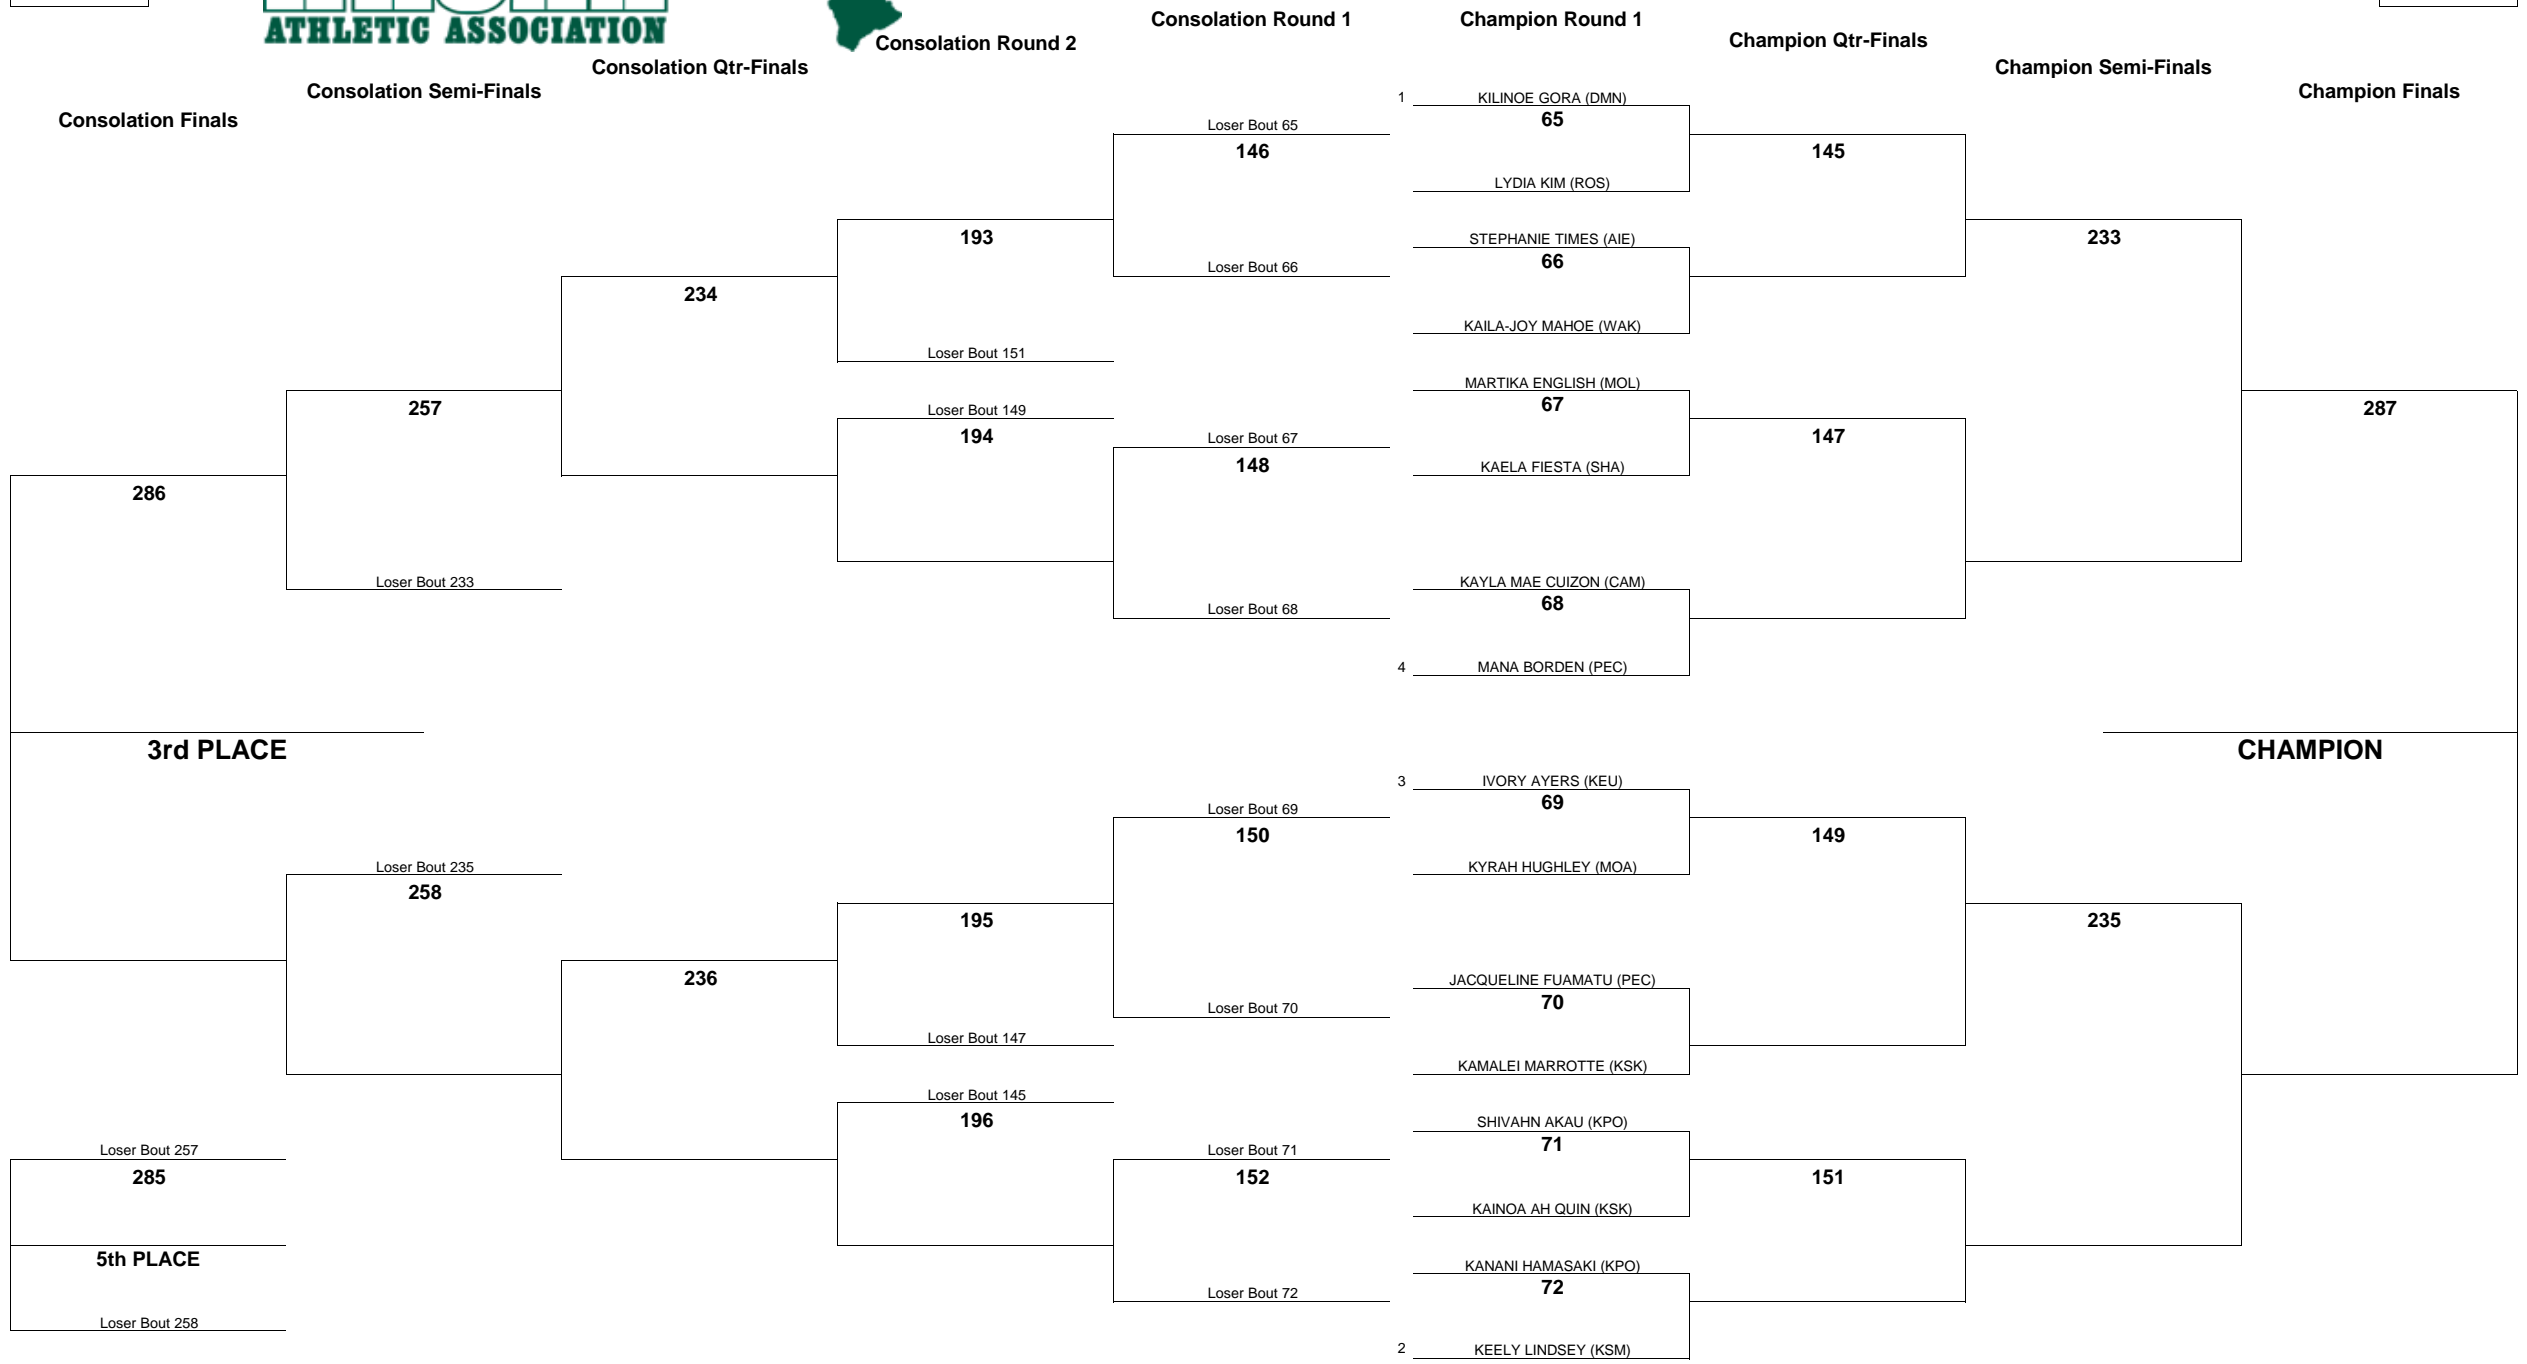 ATHLETIC ASSOCIATION
Consolation Round 1
Champion Round 1
Consolation Round 2
Champion Qtr-Finals
Consolation Qtr-Finals
Champion Semi-Finals
Consolation Semi-Finals
Champion Finals
Consolation Finals
1 KILINOE GORA (DMN)
65
Loser Bout 65
146
145
LYDIA KIM (ROS)
193
STEPHANIE TIMES (AIE)
233
66
Loser Bout 66
234
KAILA-JOY MAHOE (WAK)
Loser Bout 151
MARTIKA ENGLISH (MOL)
257
Loser Bout 149
67
287
194
Loser Bout 67
147
148
KAELA FIESTA (SHA)
286
Loser Bout 233
KAYLA MAE CUIZON (CAM)
68
Loser Bout 68
4 MANA BORDEN (PEC)
3rd PLACE
CHAMPION
3 IVORY AYERS (KEU)
69
Loser Bout 69
150
149
Loser Bout 235
KYRAH HUGHLEY (MOA)
258
195
235
236
JACQUELINE FUAMATU (PEC)
70
Loser Bout 70
Loser Bout 147
KAMALEI MARROTTE (KSK)
Loser Bout 145
196
SHIVAHN AKAU (KPO)
71
Loser Bout 257
Loser Bout 71
285
152
151
KAINOA AH QUIN (KSK)
5th PLACE
KANANI HAMASAKI (KPO)
72
Loser Bout 72
Loser Bout 258
2 KEELY LINDSEY (KSM)